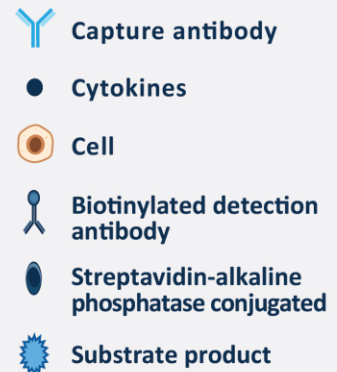 Capture antibody
Cytokines
Cell
Biotinylated detection
antibody
Streptavidin-alkaline
phosphatase conjugated
Substrate product